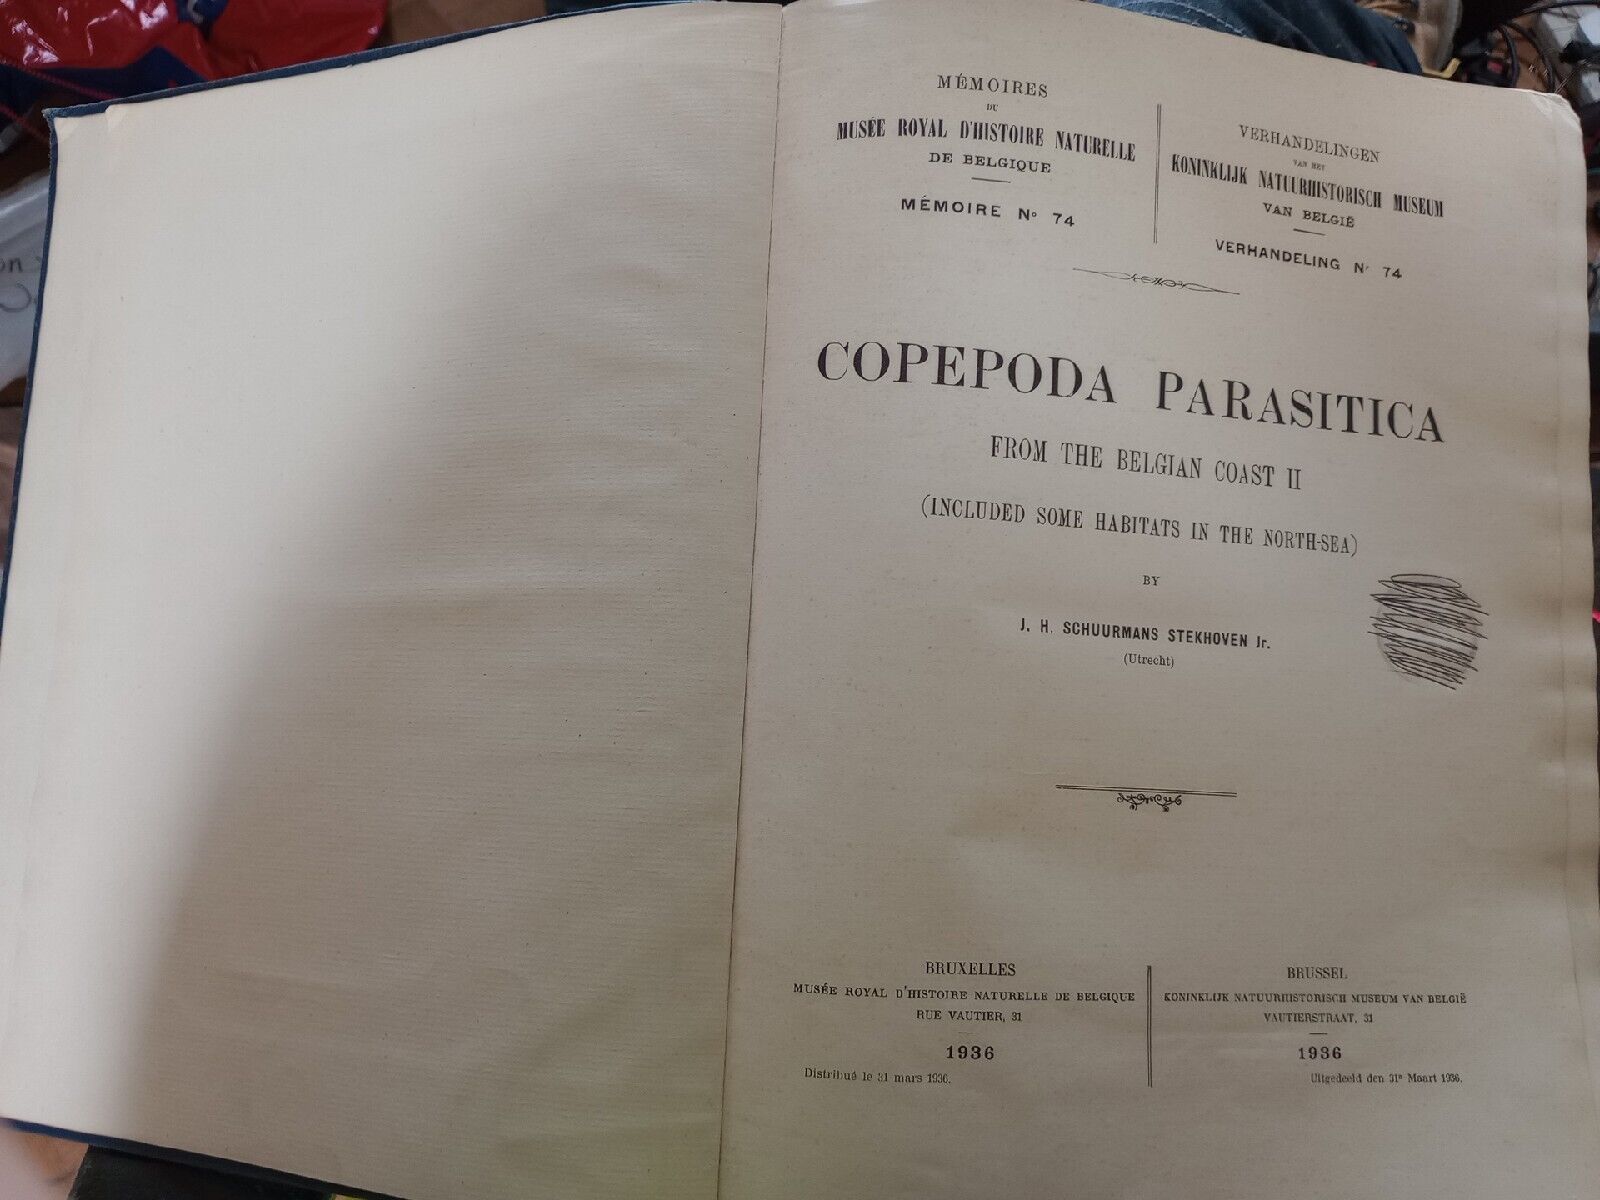 MÉMOIRES
DU
MUSÉE ROYAL D'HISTOIRE NATURELLE
DE BELGIQUE
MÉMOIRE No 74
VERHANDELINGEN
VAN HET
KONINKLIJK NATUURHISTORISCH MUSEUM
VAN BELGIË
VERHANDELING Nr 74
COPEPODA PARASITICA
FROM THE BELGIAN COAST II
(INCLUDED SOME HABITATS IN THE NORTH-SEA)
BY
J. H. SCHUURMANS STEKHOVEN Jr.
(Utrecht)
BRUXELLES
MUSÉE ROYAL D'HISTOIRE NATURELLE DE BELGIQUE
RUE VAUTIER, 31
1936
Distribué le 31 mars 1936.
BRUSSEL
KONINKLIJK NATUURHISTORISCH MUSEUM VAN BELGIË
VAUTIERSTRAAT, 31
1936
Uitgedeeld den 31n Maart 1936.